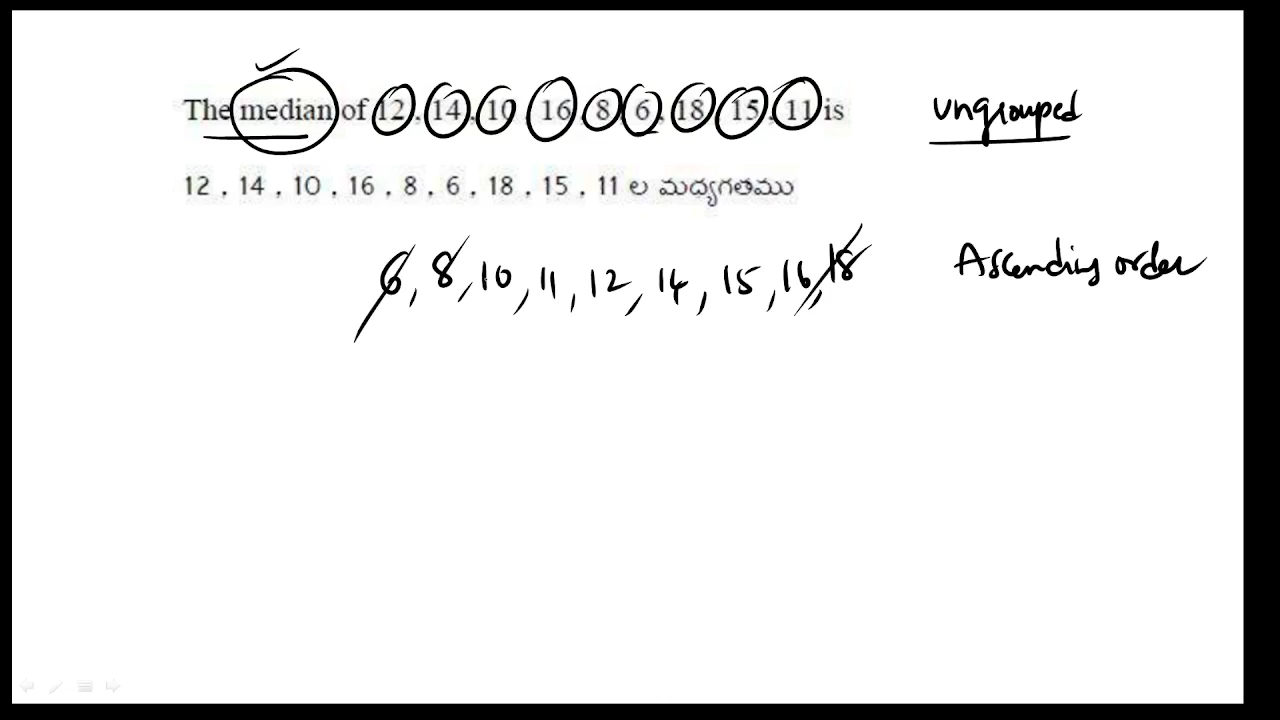 The median of 12 , 14 , 10 , 16 , 8 , 6 , 18 , 15 , 11 is
ungrouped
12 , 14 , 10 , 16 , 8 , 6 , 18 , 15 , 11 ల మధ్యగతము
6, 8, 10, 11, 12, 14, 15, 16, 18
Ascending order